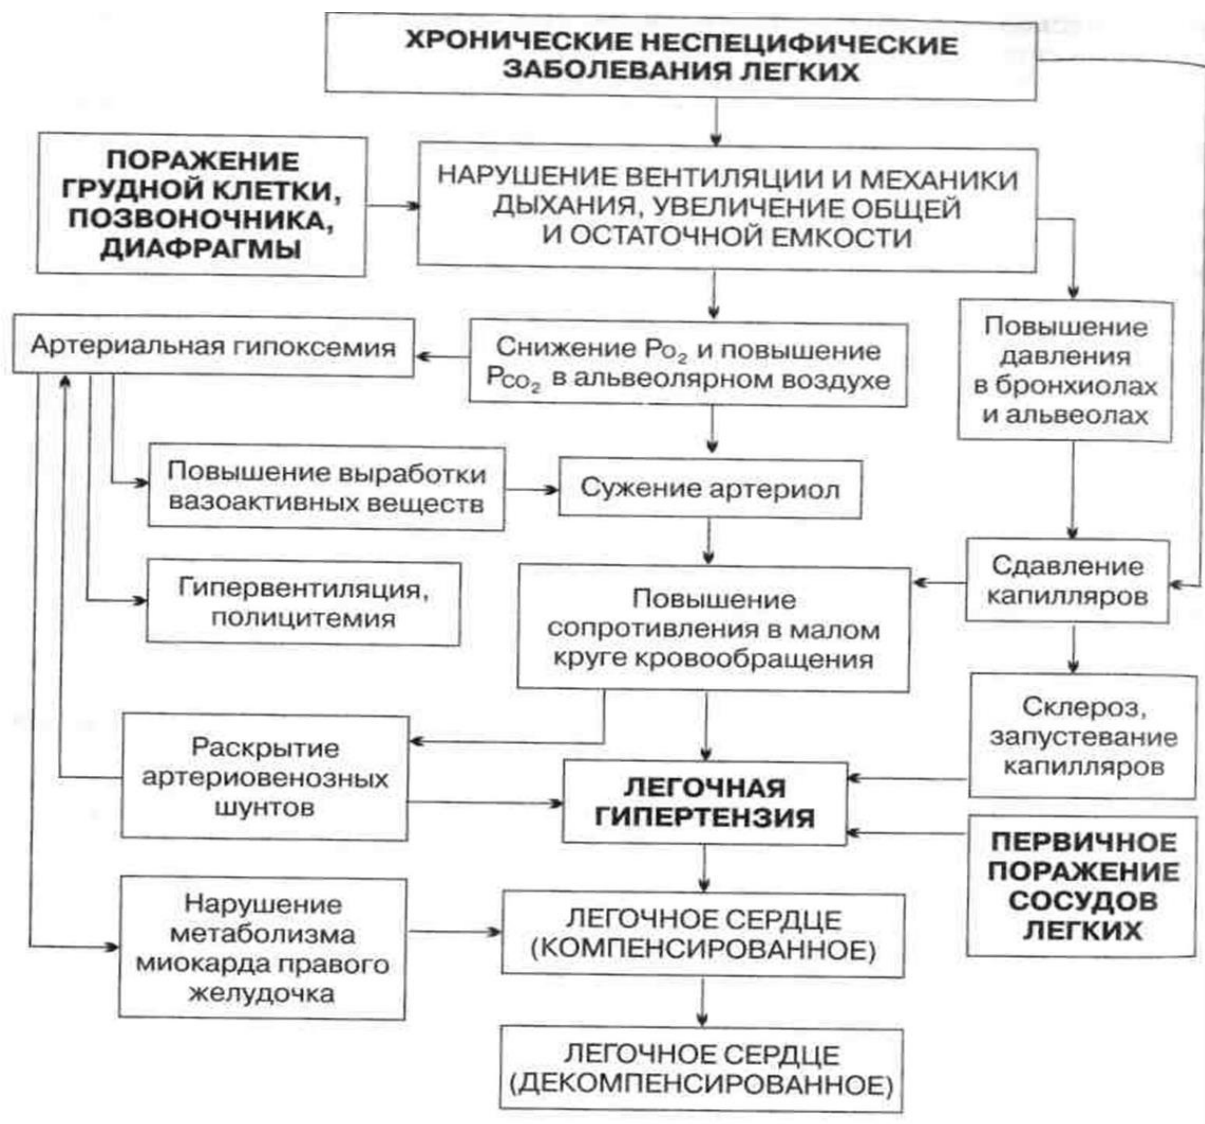 ХРОНИЧЕСКИЕ НЕСПЕЦИФИЧЕСКИЕ
ЗАБОЛЕВАНИЯ ЛЕГКИХ
ПОРАЖЕНИЕ
ГРУДНОЙ КЛЕТКИ,
ПОЗВОНОЧНИКА,
ДИАФРАГМЫ
НАРУШЕНИЕ ВЕНТИЛЯЦИИ И МЕХАНИКИ
ДЫХАНИЯ, УВЕЛИЧЕНИЕ ОБЩЕЙ
И ОСТАТОЧНОЙ ЕМКОСТИ
Артериальная гипоксемия
Снижение Po₂ и повышение
Pco₂ в альвеолярном воздухе
Повышение
давления
в бронхиолах
и альвеолах
Повышение выработки
вазоактивных веществ
Сужение артериол
Гипервентиляция,
полицитемия
Повышение
сопротивления в малом
круге кровообращения
Сдавление
капилляров
Раскрытие
артериовенозных
шунтов
ЛЕГОЧНАЯ
ГИПЕРТЕНЗИЯ
Склероз,
запустевание
капилляров
ПЕРВИЧНОЕ
ПОРАЖЕНИЕ
СОСУДОВ
ЛЕГКИХ
Нарушение
метаболизма
миокарда правого
желудочка
ЛЕГОЧНОЕ СЕРДЦЕ
(КОМПЕНСИРОВАННОЕ)
ЛЕГОЧНОЕ СЕРДЦЕ
(ДЕКОМПЕНСИРОВАННОЕ)